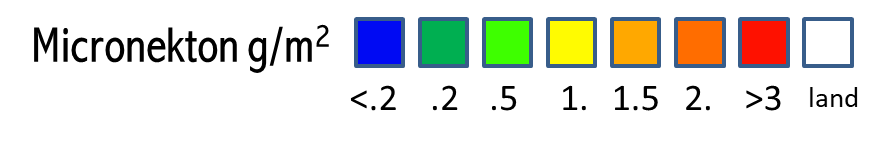 Micronekton g/m²
<.2 .2 .5 1. 1.5 2. >3 land